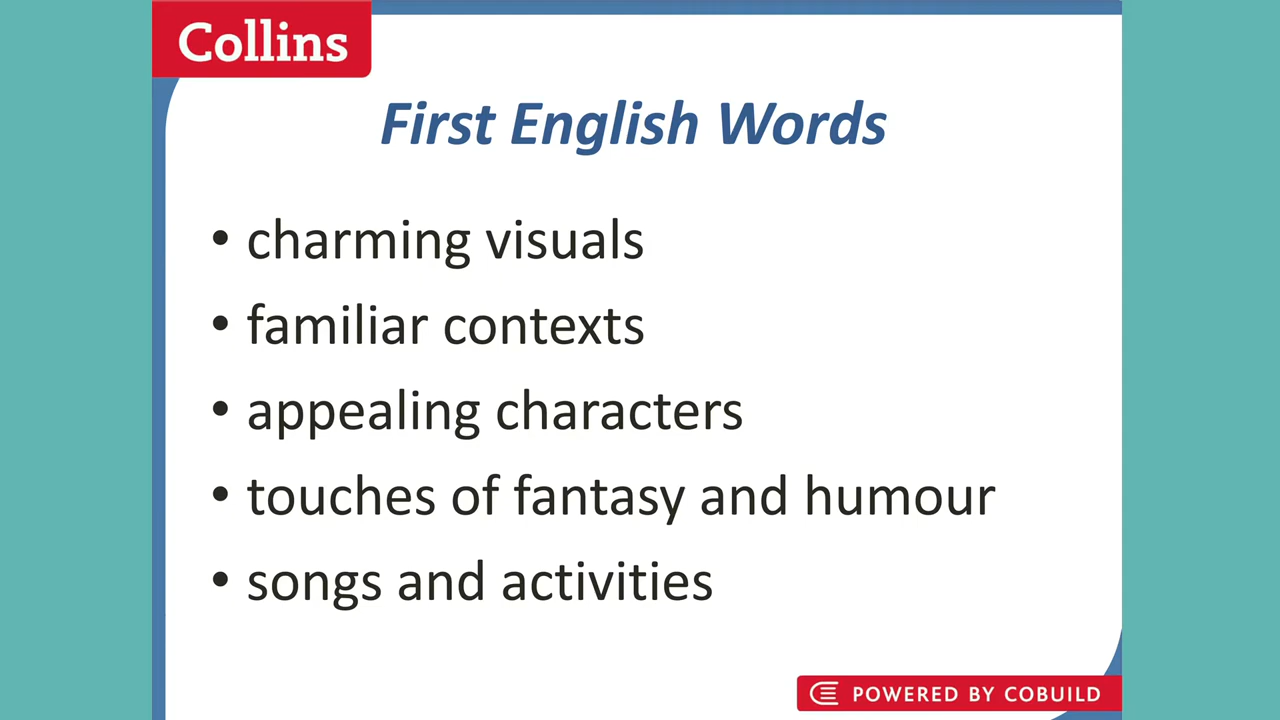 Collins
First English Words
• charming visuals
• familiar contexts
• appealing characters
• touches of fantasy and humour
• songs and activities
POWERED BY COBUILD